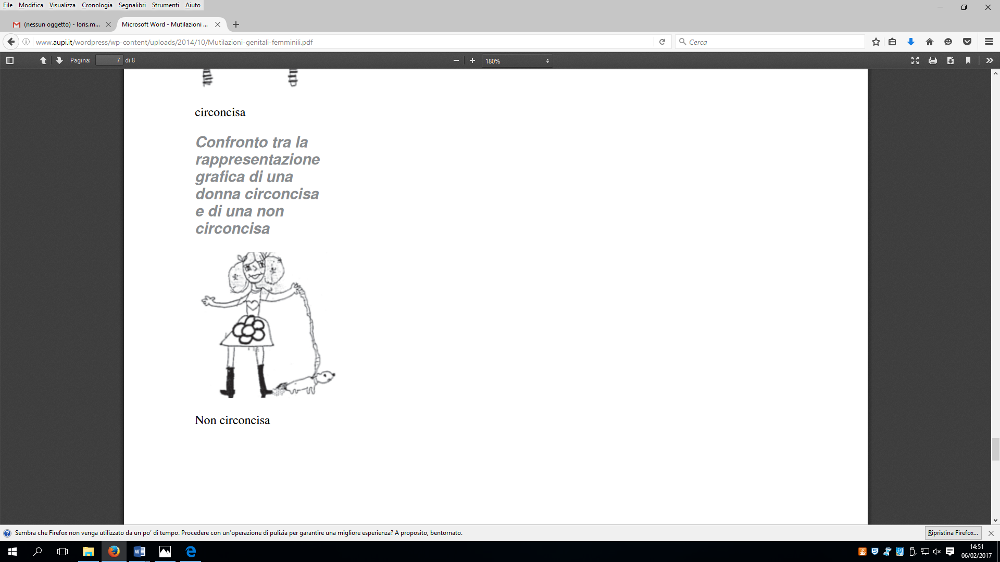 File Modifica Visualizza Cronologia Segnalibri Strumenti Aiuto
(nessun oggetto) - loris.m...
Microsoft Word - Mutilazioni ...
www.aupi.it/wordpress/wp-content/uploads/2014/10/Mutilazioni-genitali-femminili.pdf
Cerca
Pagina: 7 di 8
180%
circoncisa
Confronto tra la
rappresentazione
grafica di una
donna circoncisa
e di una non
circoncisa
Non circoncisa
Sembra che Firefox non venga utilizzato da un po' di tempo. Procedere con un'operazione di pulizia per garantire una migliore esperienza? A proposito, bentornato.
Ripristina Firefox...
14:51
06/02/2017